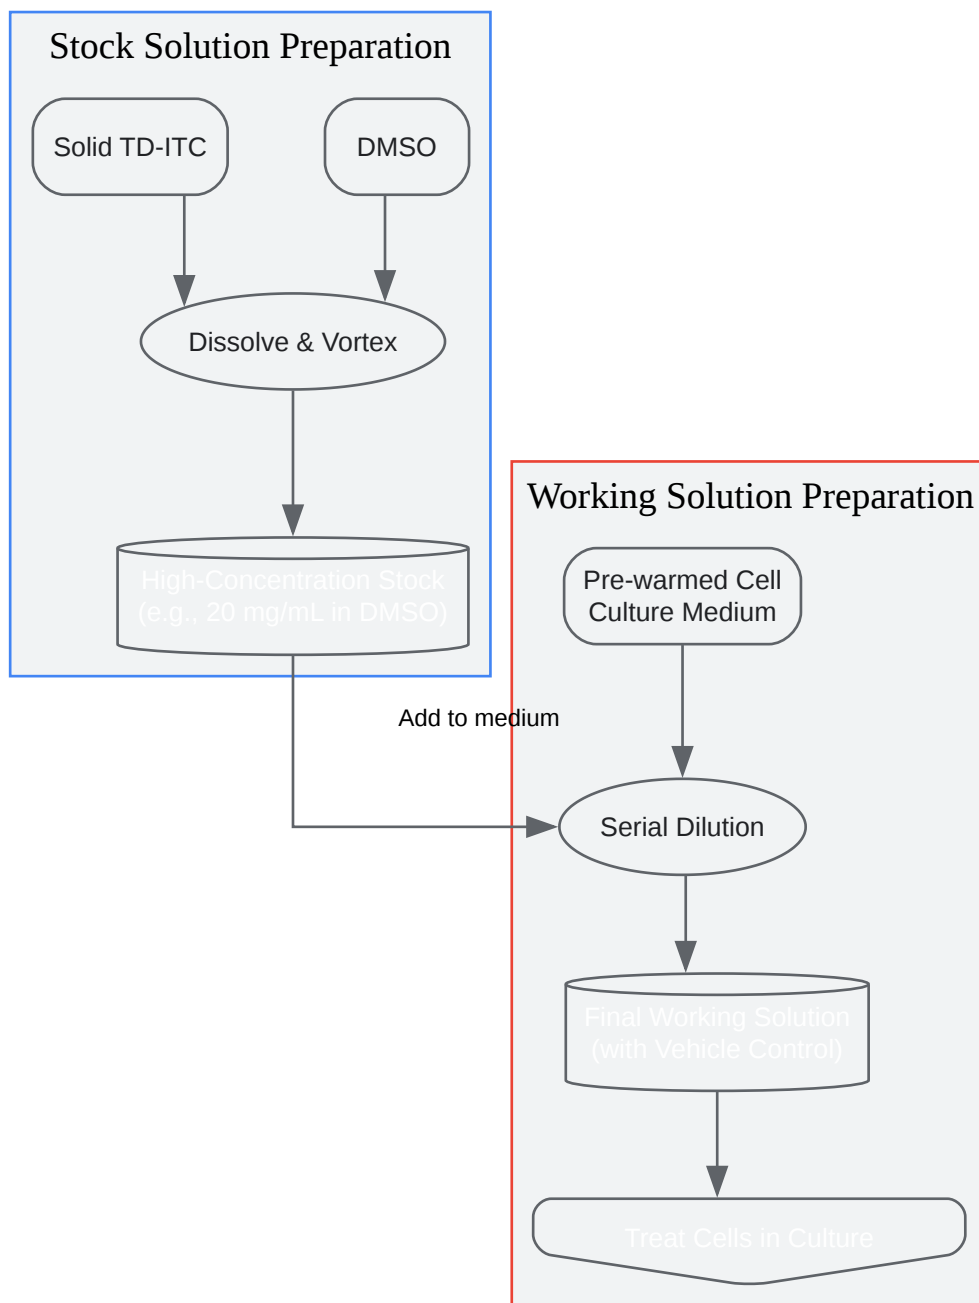 Stock Solution Preparation
Solid TD-ITC
DMSO
Dissolve & Vortex
High-Concentration Stock
(e.g., 20 mg/mL in DMSO)
Add to medium
Working Solution Preparation
Pre-warmed Cell
Culture Medium
Serial Dilution
Final Working Solution
(with Vehicle Control)
Treat Cells in Culture